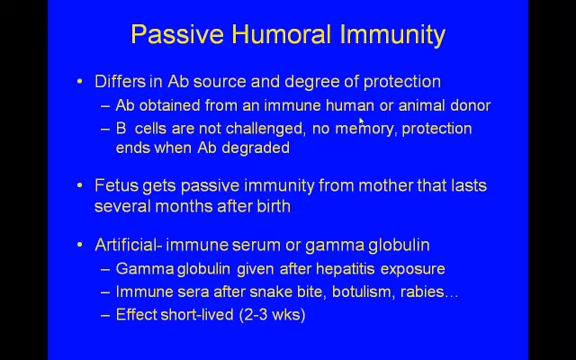 Passive Humoral Immunity
• Differs in Ab source and degree of protection
– Ab obtained from an immune human or animal donor
– B cells are not challenged, no memory, protection
ends when Ab degraded
• Fetus gets passive immunity from mother that lasts
several months after birth
• Artificial- immune serum or gamma globulin
– Gamma globulin given after hepatitis exposure
– Immune sera after snake bite, botulism, rabies…
– Effect short-lived (2-3 wks)